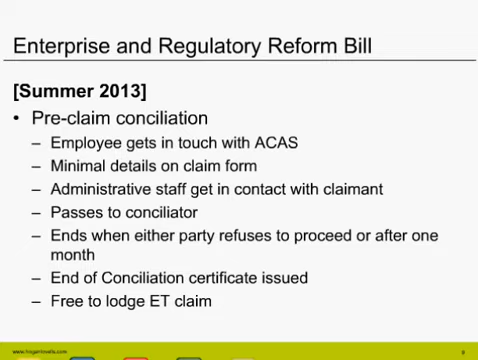 Enterprise and Regulatory Reform Bill
[Summer 2013]
• Pre-claim conciliation
– Employee gets in touch with ACAS
– Minimal details on claim form
– Administrative staff get in contact with claimant
– Passes to conciliator
– Ends when either party refuses to proceed or after one
month
– End of Conciliation certificate issued
– Free to lodge ET claim
www.hoganlovells.com